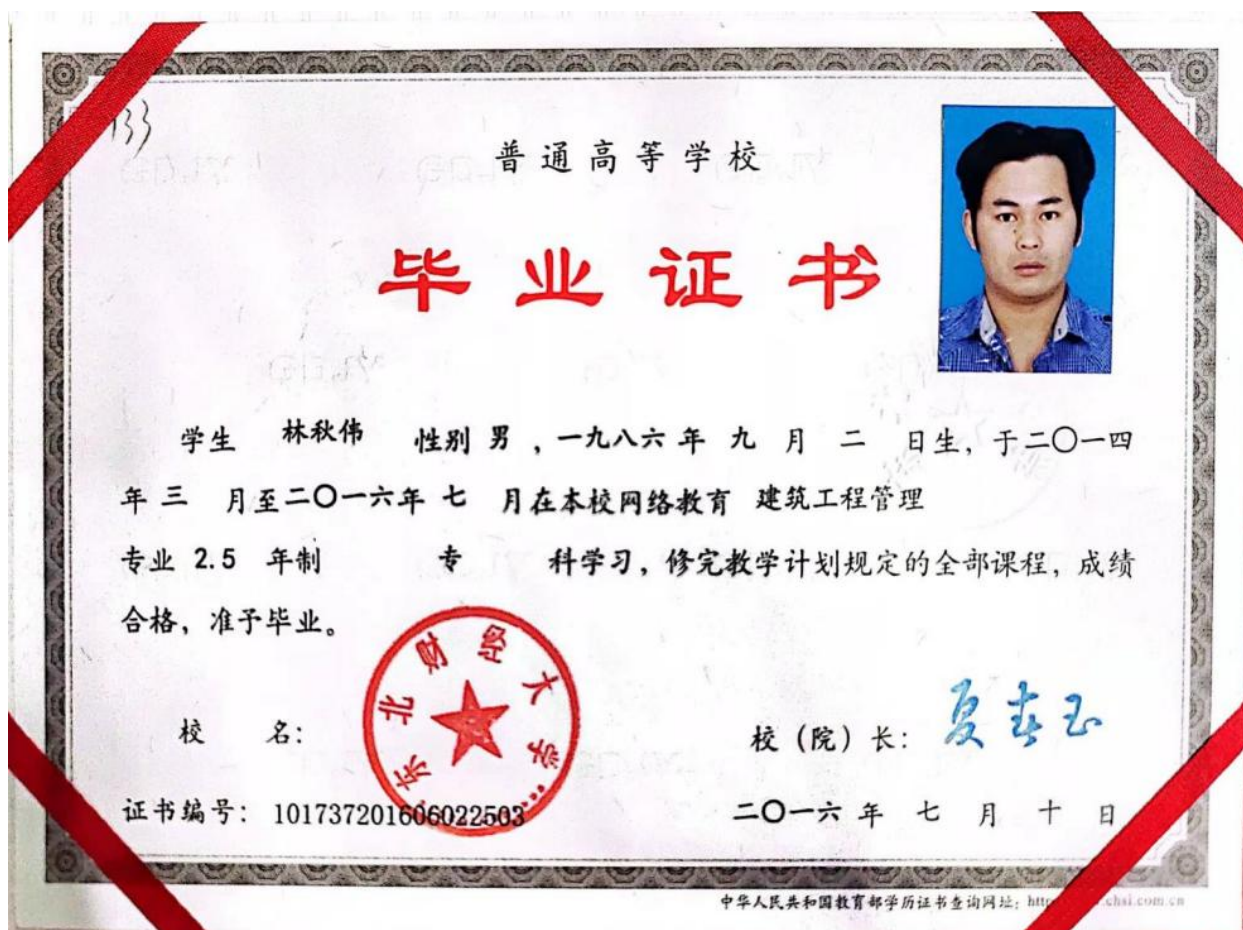 133
普通高等学校
毕业证书
学生 林秋伟 性别 男 ，一九八六 年 九 月 二 日生，于二〇一四
年 三 月至二〇一六年 七 月在本校网络教育 建筑工程管理
专业 2.5 年制 专 科学习，修完教学计划规定的全部课程，成绩
合格，准予毕业。
东北财经大学
校 名：
校（院）长： 夏春玉
证书编号： 101737201606022503
二〇一六 年 七 月 十 日
中华人民共和国教育部学历证书查询网址： chsi.com.cn